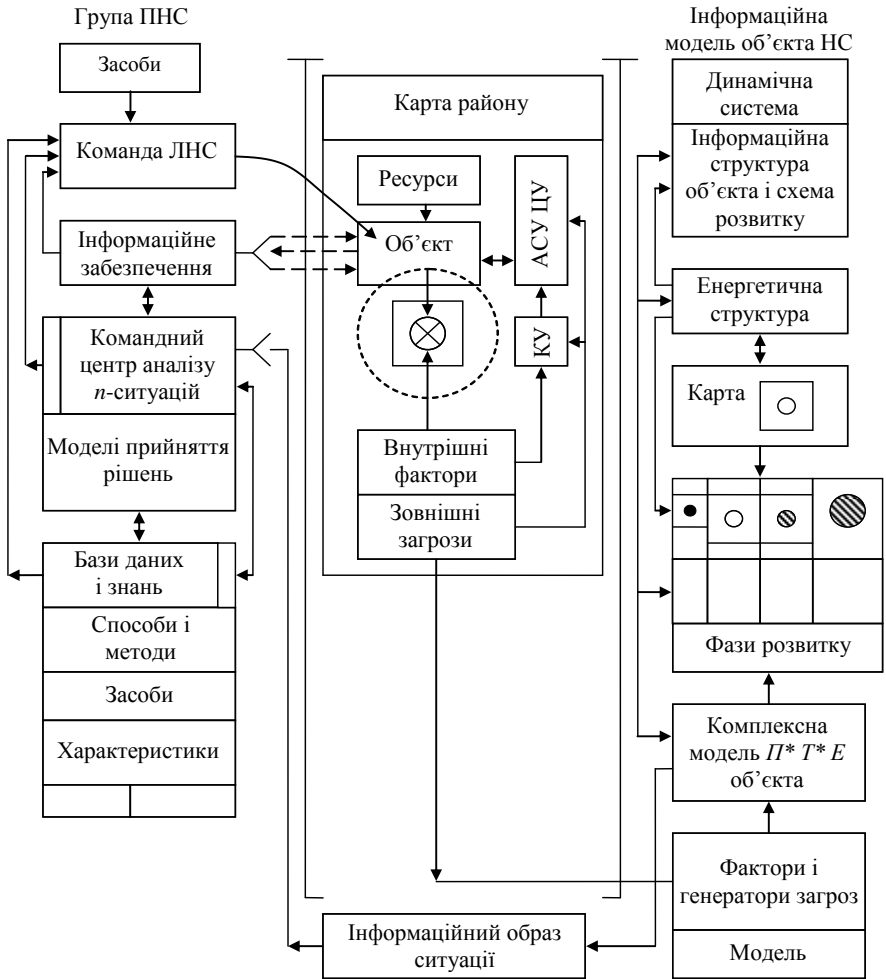 Група ПНС
Засоби
Команда ЛНС
Інформаційне
забезпечення
Командний
центр аналізу
n-ситуацій
Моделі прийняття
рішень
Бази даних
і знань
Способи і
методи
Засоби
Характеристики
Карта району
Ресурси
Об’єкт
АСУ ЦУ
КУ
Внутрішні
фактори
Зовнішні
загрози
Інформаційний образ
ситуації
Інформаційна
модель об’єкта НС
Динамічна
система
Інформаційна
структура
об’єкта і схема
розвитку
Енергетична
структура
Карта
Фази розвитку
Комплексна
модель П* Т* Е
об’єкта
Фактори і
генератори загроз
Модель